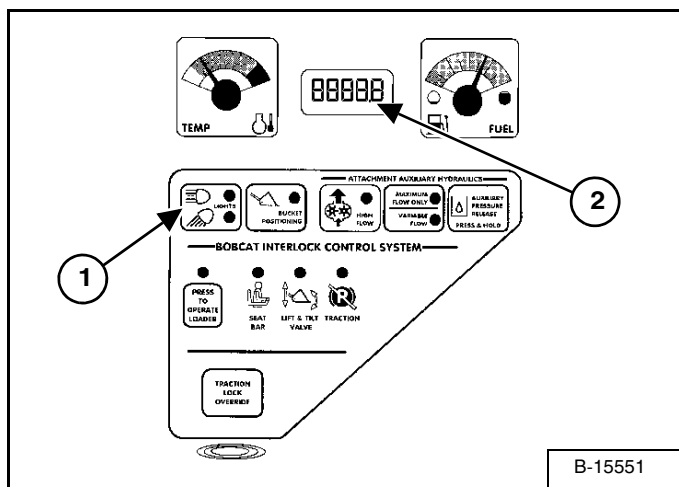 TEMP
88888
FUEL
ATTACHMENT AUXILIARY HYDRAULICS
LIGHTS
BUCKET
POSITIONING
HIGH
FLOW
MAXIMUM
FLOW ONLY
VARIABLE
FLOW
AUXILIARY
PRESSURE
RELEASE
PRESS & HOLD
2
1
BOBCAT INTERLOCK CONTROL SYSTEM
PRESS
TO
OPERATE
LOADER
SEAT
BAR
LIFT & TILT
VALVE
TRACTION
R
TRACTION
LOCK
OVERRIDE
B-15551